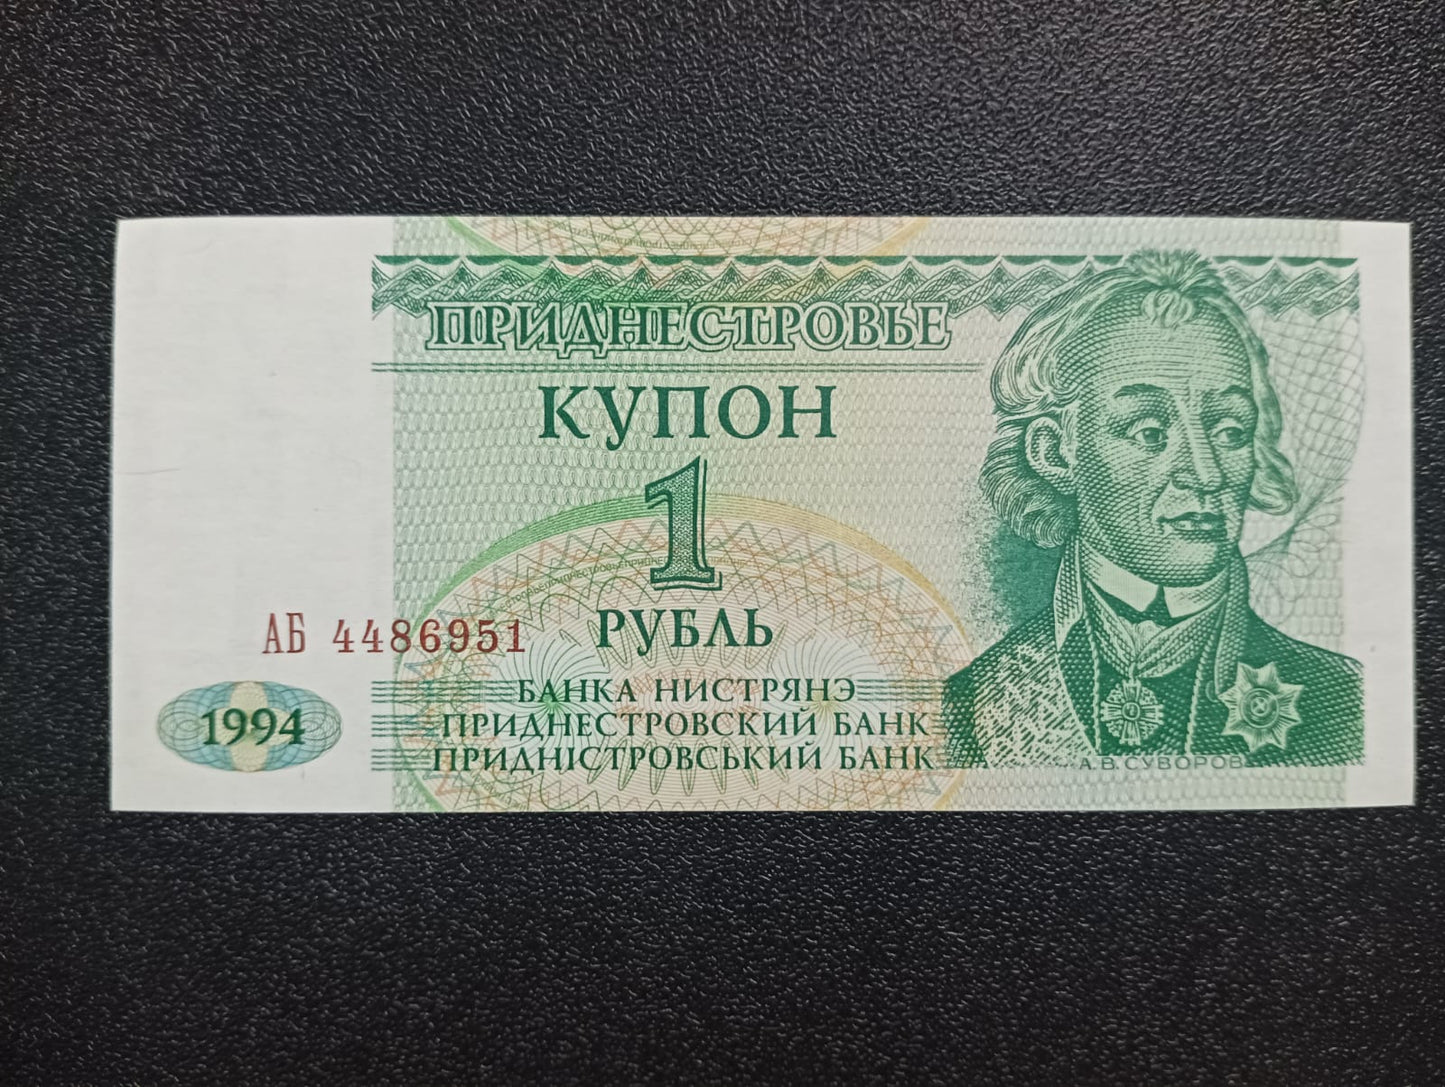 ПРИДНЕСТРОВЬЕ
КУПОН
1
РУБЛЬ
АБ 4486951
1994
БАНКА НИСТРЯНЭ
ПРИДНЕСТРОВСКИЙ БАНК
ПРИДНІСТРОВСЬКИЙ БАНК
А.В.СУВОРОВ